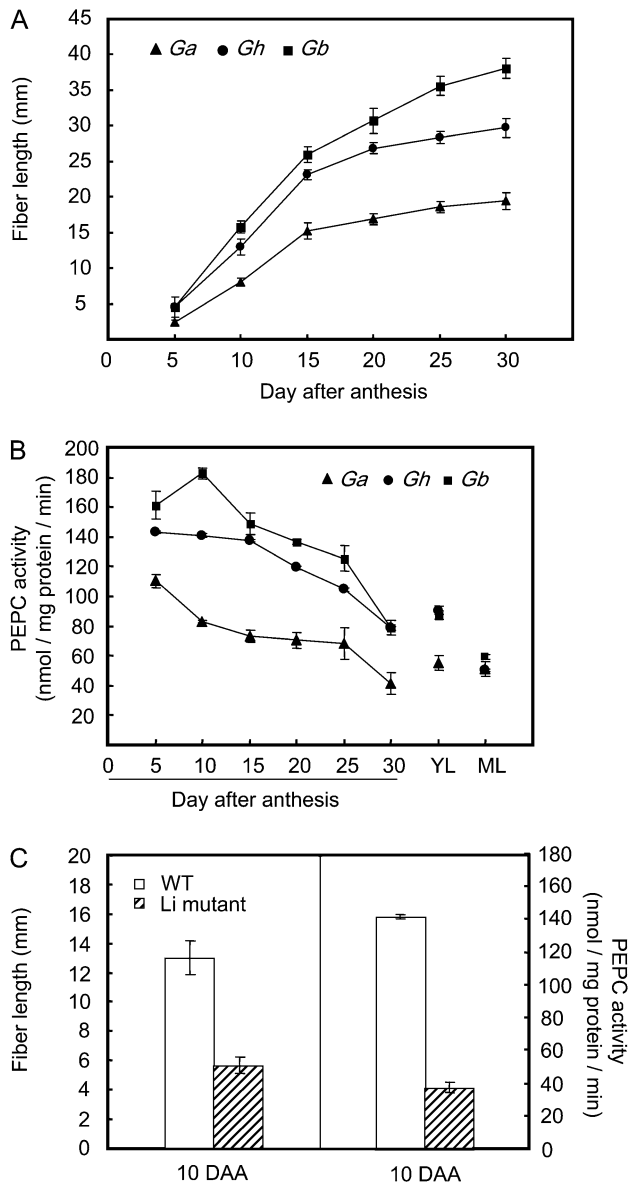 A
Ga Gh Gb
Fiber length (mm)
45
40
35
30
25
20
15
10
5
0 5 10 15 20 25 30
Day after anthesis
B
Ga Gh Gb
PEPC activity
(nmol / mg protein / min)
200
180
160
140
120
100
80
60
40
20
0 5 10 15 20 25 30 YL ML
Day after anthesis
C
WT
Li mutant
Fiber length (mm)
20
18
16
14
13
10
8
6
4
2
0
180
160
140
120
100
80
60
40
20
0
PEPC activity
(nmol / mg protein / min)
10 DAA 10 DAA